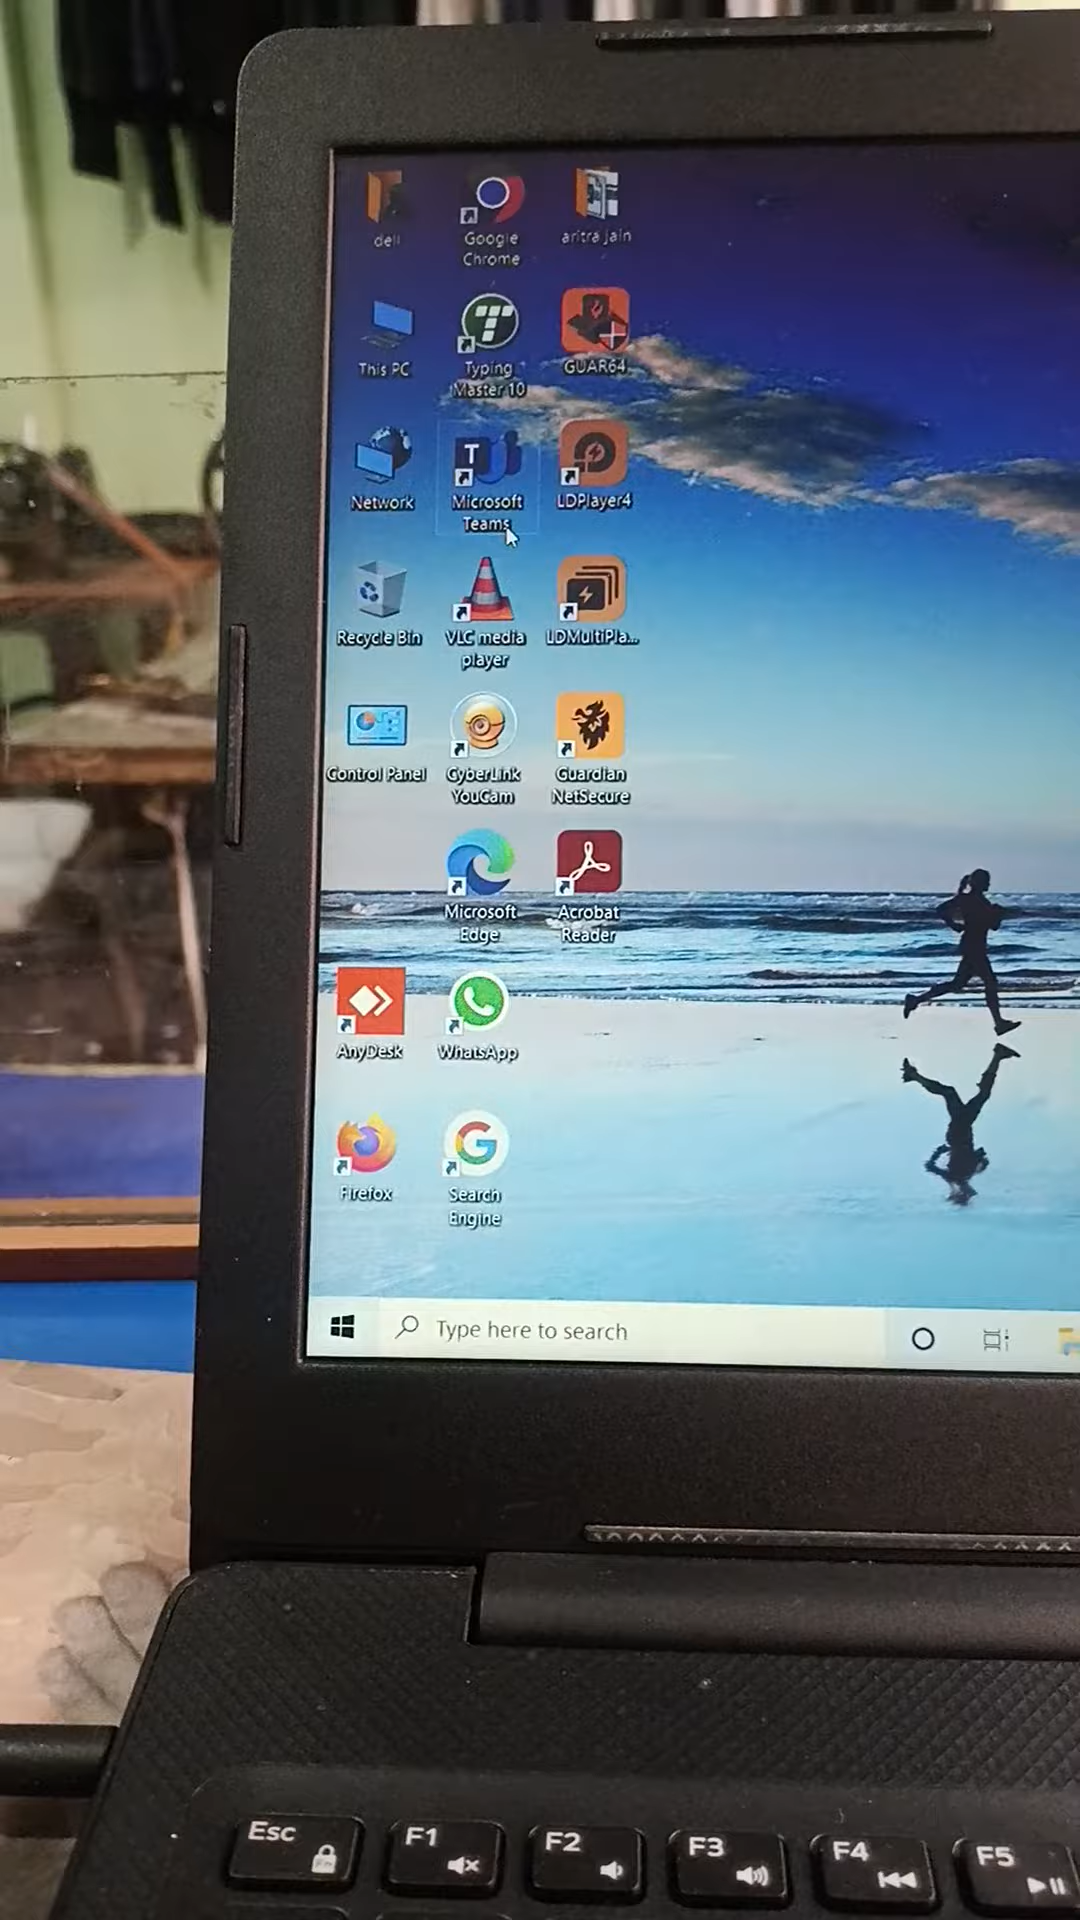 dell
Google
Chrome
aritra jain
This PC
Typing
Master 10
GUAR64
Network
T
Microsoft
Teams
LDPlayer4
Recycle Bin
VLC media
player
LDMultiPla...
Control Panel
CyberLink
YouCam
Guardian
NetSecure
Microsoft
Edge
Acrobat
Reader
AnyDesk
WhatsApp
Firefox
G
Search
Engine
Type here to search
Esc
Fn
F1
F2
F3
F4
F5